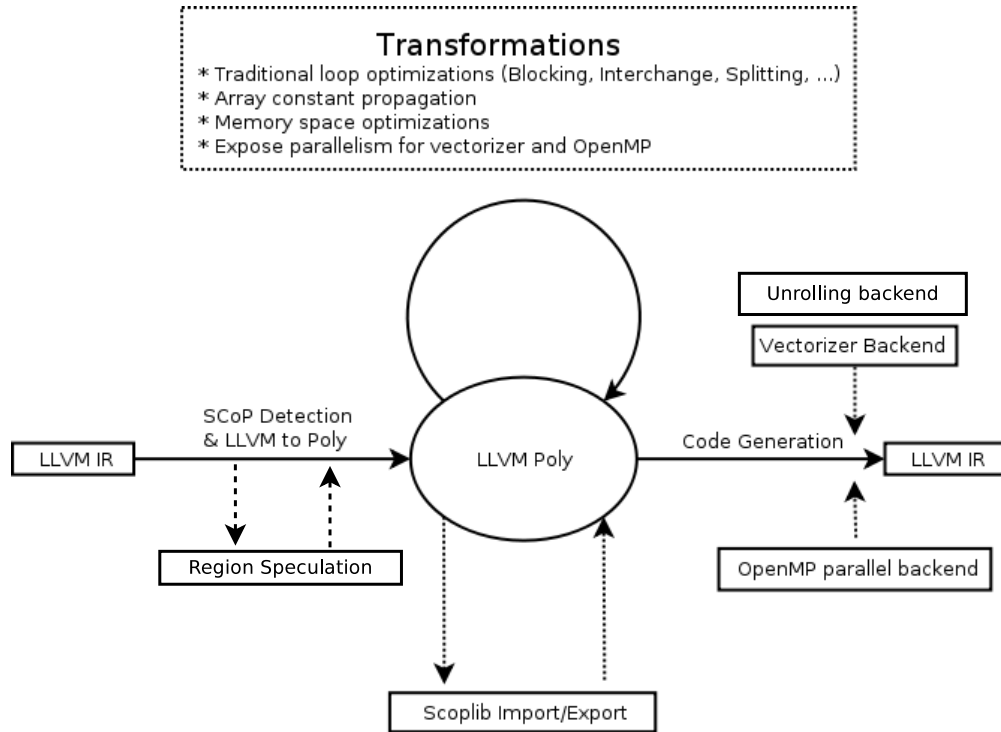 Transformations
* Traditional loop optimizations (Blocking, Interchange, Splitting, ...)
* Array constant propagation
* Memory space optimizations
* Expose parallelism for vectorizer and OpenMP
Unrolling backend
Vectorizer Backend
SCoP Detection
& LLVM to Poly
Code Generation
LLVM IR
LLVM Poly
LLVM IR
Region Speculation
OpenMP parallel backend
Scoplib Import/Export